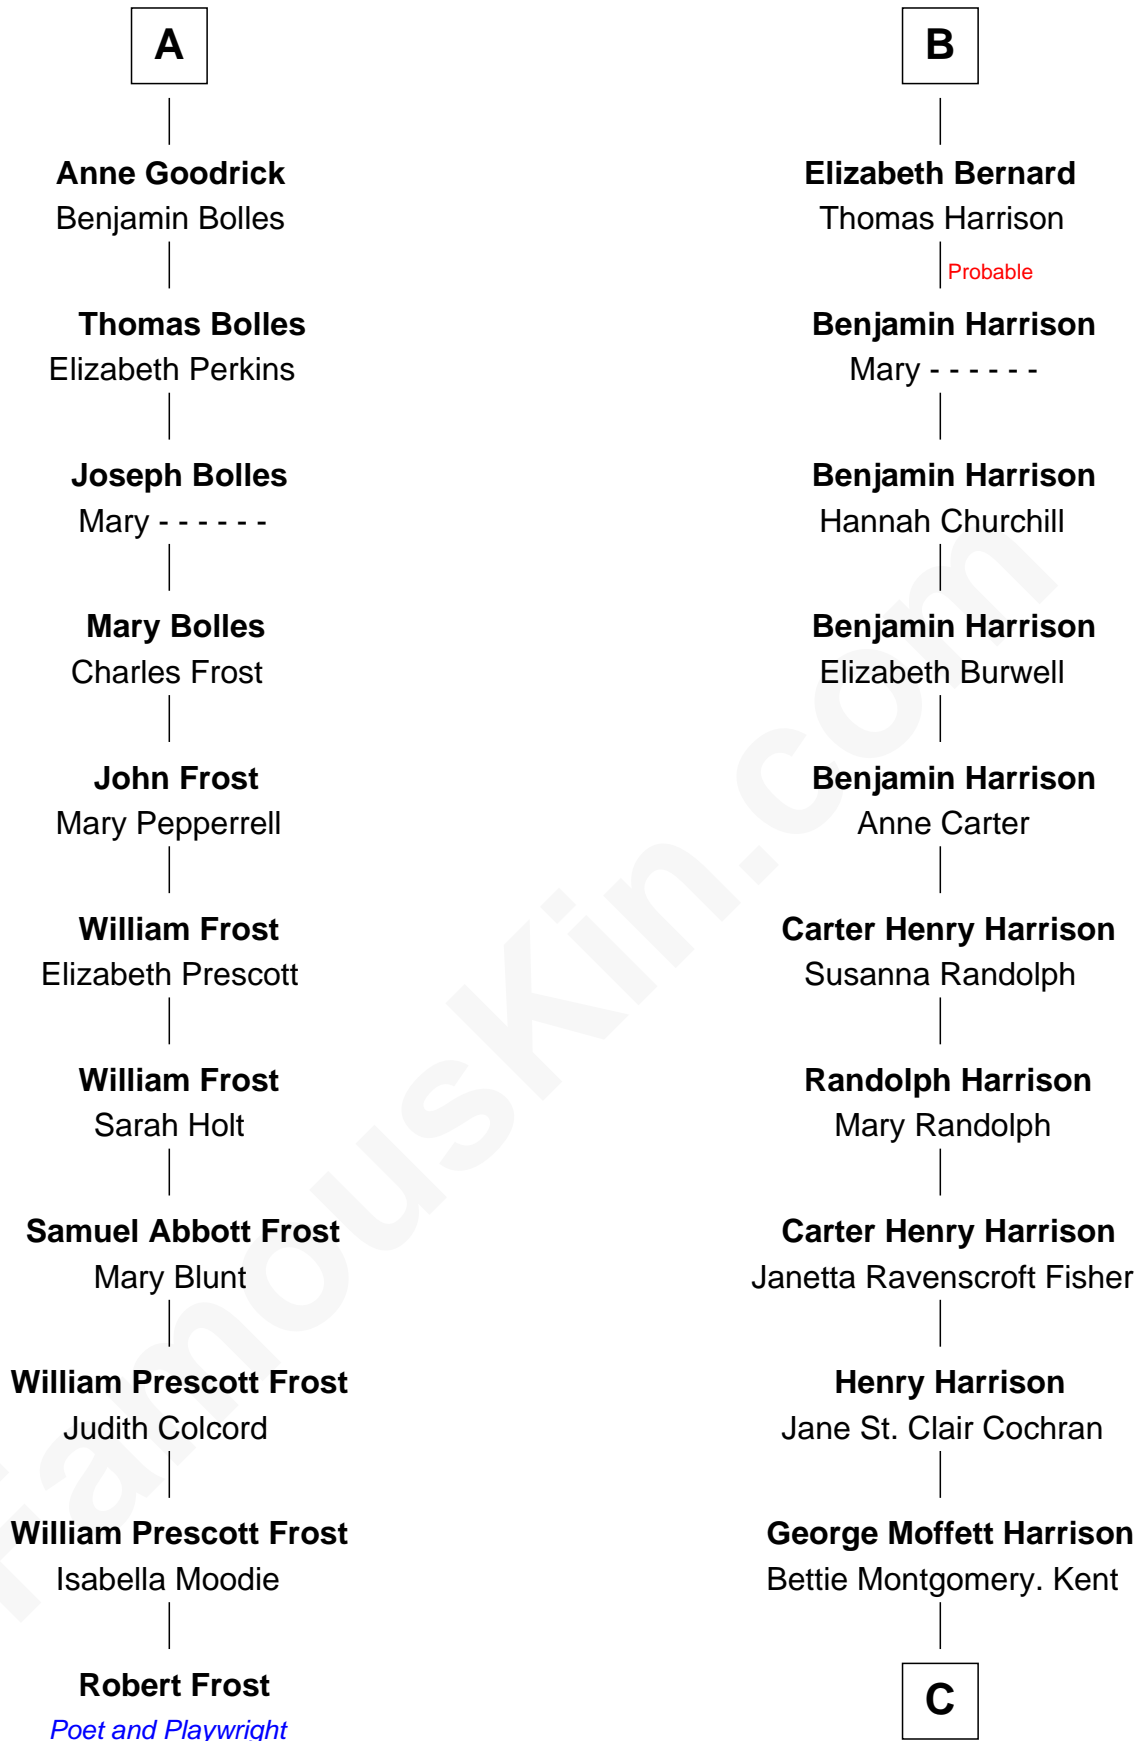 A
Anne Goodrick
Benjamin Bolles
Thomas Bolles
Elizabeth Perkins
Joseph Bolles
Mary - - - - - -
Mary Bolles
Charles Frost
John Frost
Mary Pepperrell
William Frost
Elizabeth Prescott
William Frost
Sarah Holt
Samuel Abbott Frost
Mary Blunt
William Prescott Frost
Judith Colcord
William Prescott Frost
Isabella Moodie
Robert Frost
Poet and Playwright
B
Elizabeth Bernard
Thomas Harrison
Probable
Benjamin Harrison
Mary - - - - - -
Benjamin Harrison
Hannah Churchill
Benjamin Harrison
Elizabeth Burwell
Benjamin Harrison
Anne Carter
Carter Henry Harrison
Susanna Randolph
Randolph Harrison
Mary Randolph
Carter Henry Harrison
Janetta Ravenscroft Fisher
Henry Harrison
Jane St. Clair Cochran
George Moffett Harrison
Bettie Montgomery. Kent
C
FamousKin.com